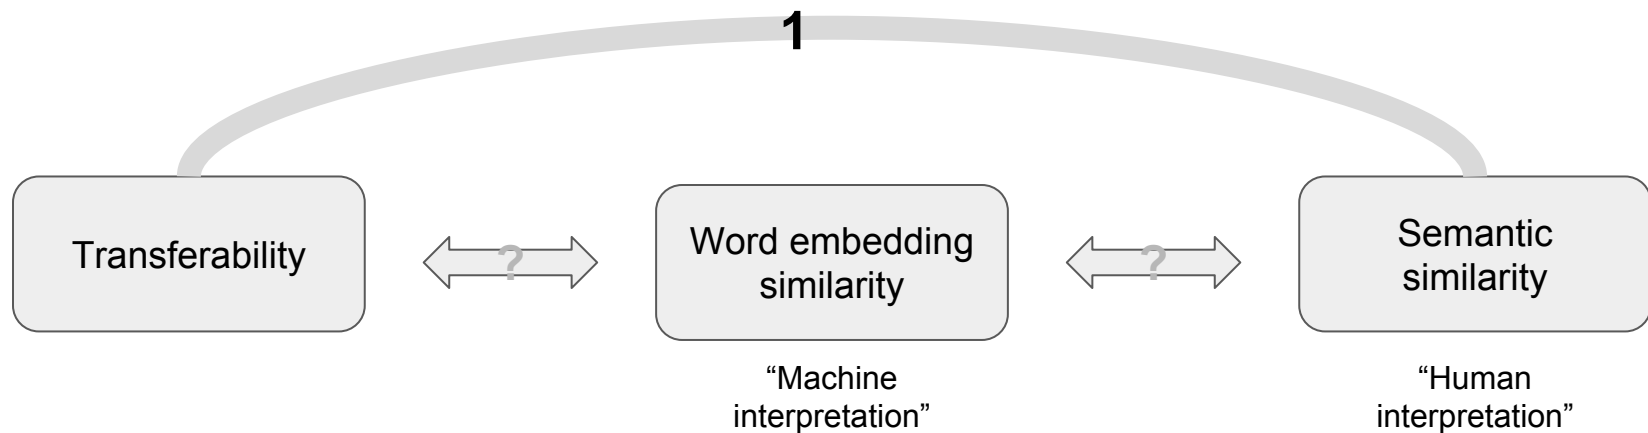 1
Transferability
?
Word embedding
similarity
?
Semantic
similarity
“Machine
interpretation”
“Human
interpretation”